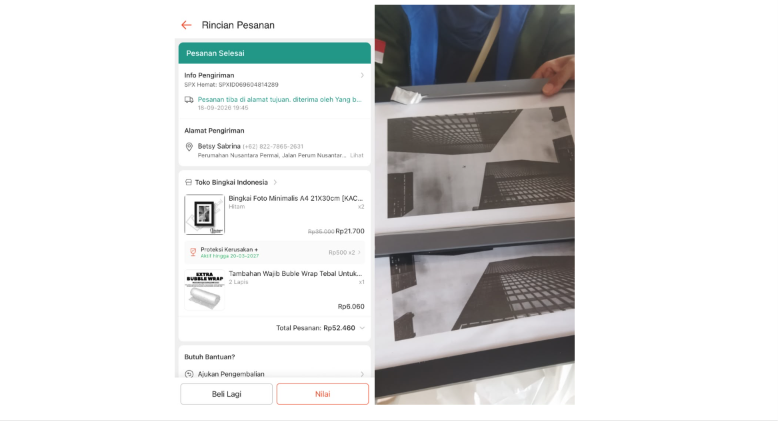 Rincian Pesanan
Pesanan Selesai
Info Pengiriman
SPX Hemat: SPXID069604814289
Pesanan tiba di alamat tujuan. diterima oleh Yang b...
18-09-2026 19:45
Alamat Pengiriman
Betsy Sabrina (+62) 822-7965-2631
Perumahan Nusantara Permai, Jalan Perum Nusantar... Lihat
Toko Bingkai Indonesia
Bingkai Foto Minimalis A4 21X30cm [KAC...
Hitam x2
Rp35.000 Rp21.700
Proteksi Kerusakan +
Aktif hingga 20-03-2027
Rp500 x2
EXTRA
BUBBLE WRAP
Tambahan Wajib Buble Wrap Tebal Untuk...
2 Lapis x1
Rp6.060
Total Pesanan: Rp52.460
Butuh Bantuan?
Ajukan Pengembalian
Beli Lagi
Nilai